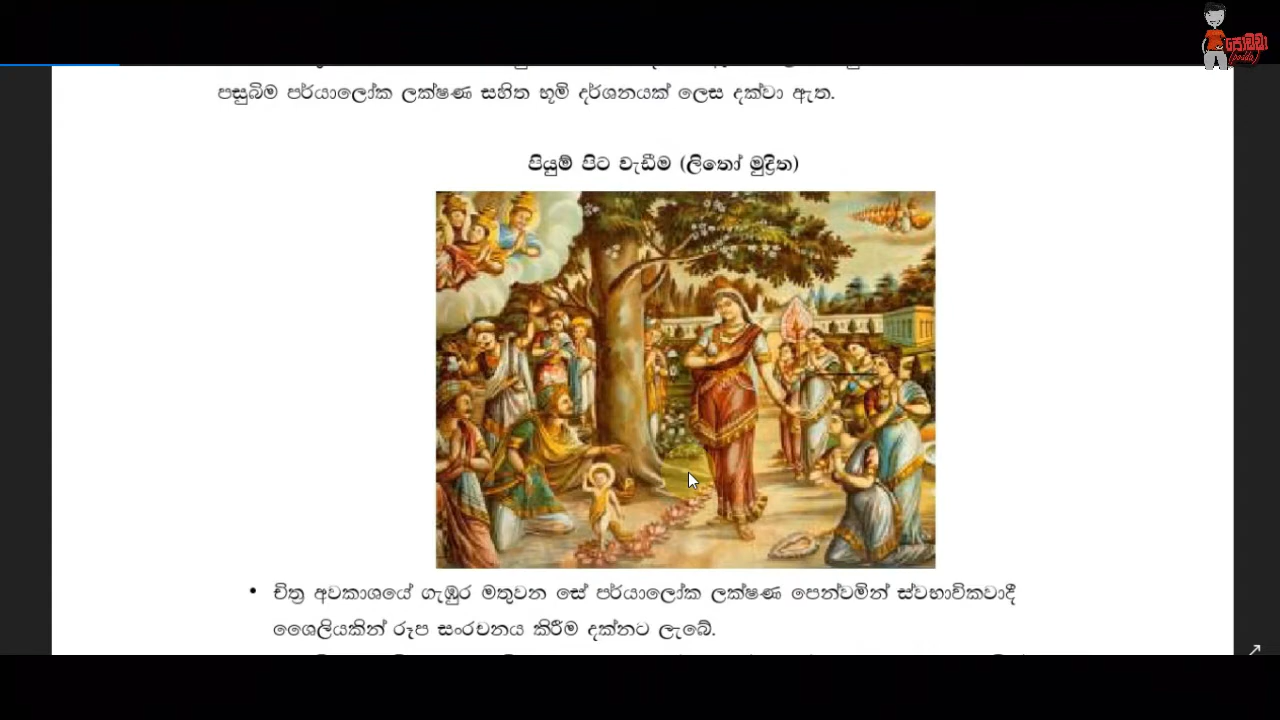 පසුබිම පර්යාලෝක ලක්ෂණ සහිත භූමි දර්ශනයක් ලෙස දක්වා ඇත.
පියුම් පිට වැඩීම (ලිතෝ මුද්‍රිත)
• චිත්‍ර අවකාශයේ ගැඹුර මතුවන සේ පර්යාලෝක ලක්ෂණ පෙන්වමින් ස්වභාවිකවාදී
ශෛලියකින් රූප සංරචනය කිරීම දක්නට ලැබේ.
පොඩ්ඩා
(podda)